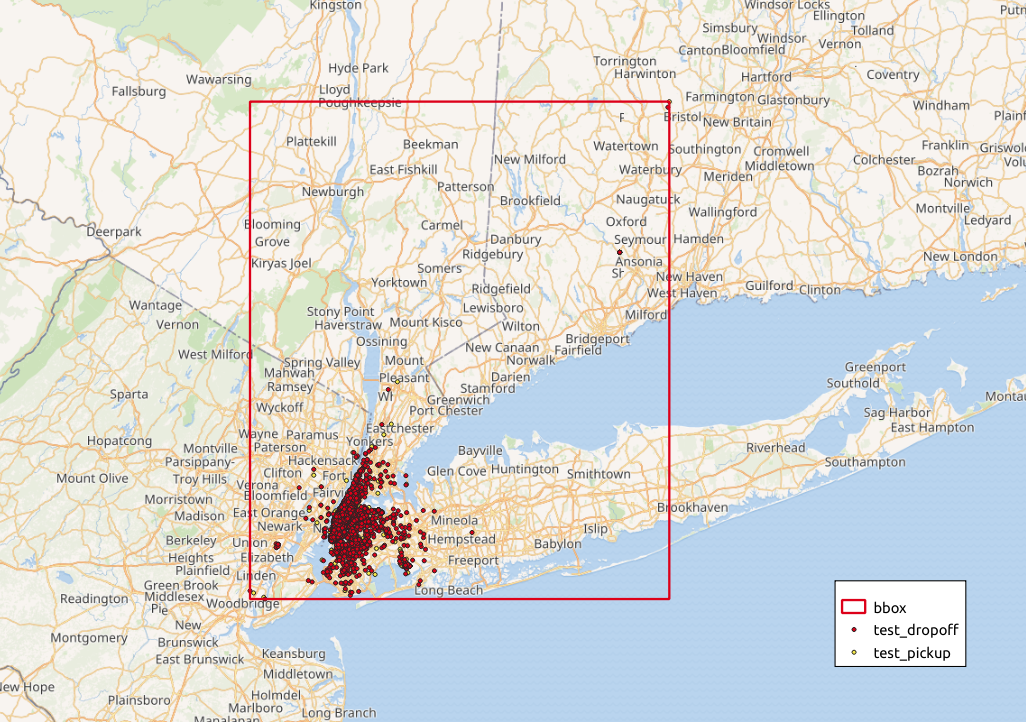 Kingston
Windsor Locks
Ellington
Simsbury
Tolland
Windsor
Vernon
Canton
Bloomfield
Torrington
Harwinton
Hyde Park
Wawarsing
Fallsburg
Hartford
Coventry
Lloyd
Poughkeepsie
Farmington
Glastonbury
Windham
Bristol
New Britain
F
Plattekill
Beekman
Watertown
Southington
Cromwell
Middletown
Franklin
New Milford
Colchester
East Fishkill
Waterbury
Meriden
Bozrah
Norwich
Newburgh
Patterson
Brookfield
Naugatuck
Wallingford
Montville
Ledyard
Blooming
Grove
Carmel
Oxford
Deerpark
Danbury
Ridgebury
Seymour
Hamden
Kiryas Joel
Somers
Ansonia
New London
Yorktown
Ridgefield
New Haven
Guilford
Clinton
West Haven
Wantage
Vernon
Stony Point
Haverstraw
Lewisboro
Mount Kisco
Wilton
Milford
Ossining
Bridgeport
Fairfield
West Milford
Spring Valley
Mount
Pleasant
New Canaan
Norwalk
Mahwah
Ramsey
Darien
Stamford
Greenwich
Port Chester
Greenport
Southold
Sparta
Wyckoff
Sag Harbor
East Hampton
Hopatcong
Wayne
Paramus
Eastchester
Yonkers
Montville
Paterson
Bayville
Riverhead
Parsippany-
Troy Hills
Hackensack
Clifton
Fort
Glen Cove
Huntington
Smithtown
Southampton
Mount Olive
Verona
Bloomfield
Morristown
Madison
East Orange
Newark
Mineola
Brookhaven
Islip
Berkeley
Heights
Union
Hempstead
Babylon
Elizabeth
Freeport
Plainfield
Linden
Long Beach
Green Brook
Middlesex
Readington
Woodbridge
bbox
New
Brunswick
test_dropoff
Montgomery
East Brunswick
Keansburg
test_pickup
Middletown
New Hope
Plainsboro
Holmdel
Marlboro
Long Branch
Manalapan